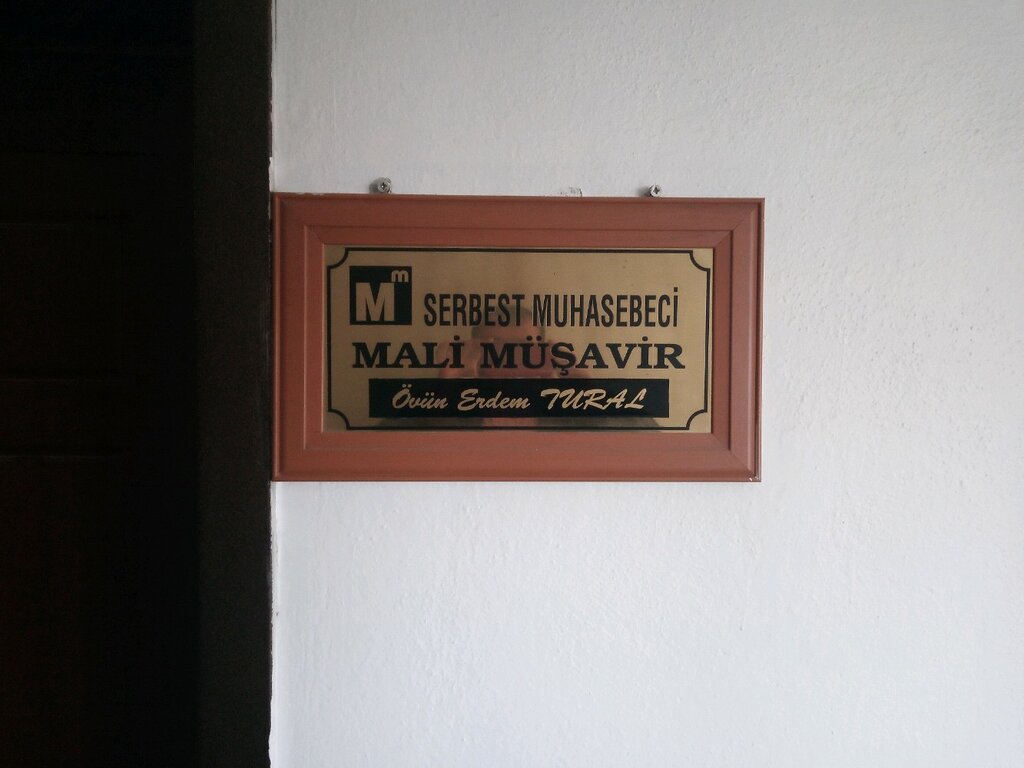 Mm SERBEST MUHASEBECİ
MALİ MÜŞAVİR
Övün Erdem TURAL